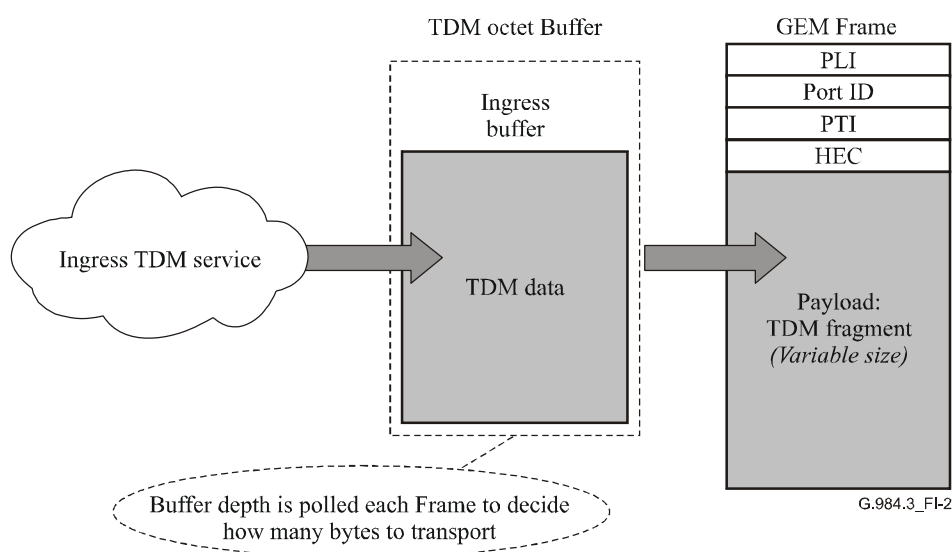 TDM octet Buffer
GEM Frame
PLI
Port ID
PTI
HEC
Ingress
buffer
Ingress TDM service
TDM data
Payload:
TDM fragment
(Variable size)
Buffer depth is polled each Frame to decide
how many bytes to transport
G.984.3_FI-2